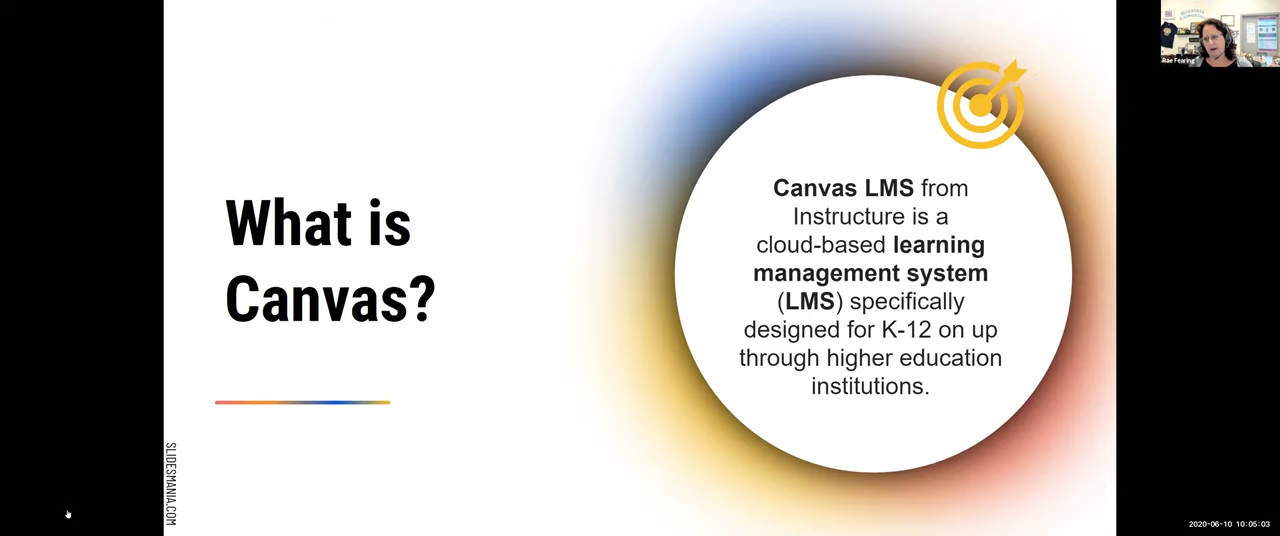 What is
Canvas?
Canvas LMS from
Instructure is a
cloud-based learning
management system
(LMS) specifically
designed for K-12 on up
through higher education
institutions.
SLIDESMANIA.COM
Rae Fearing
2020-06-10 10:05:03